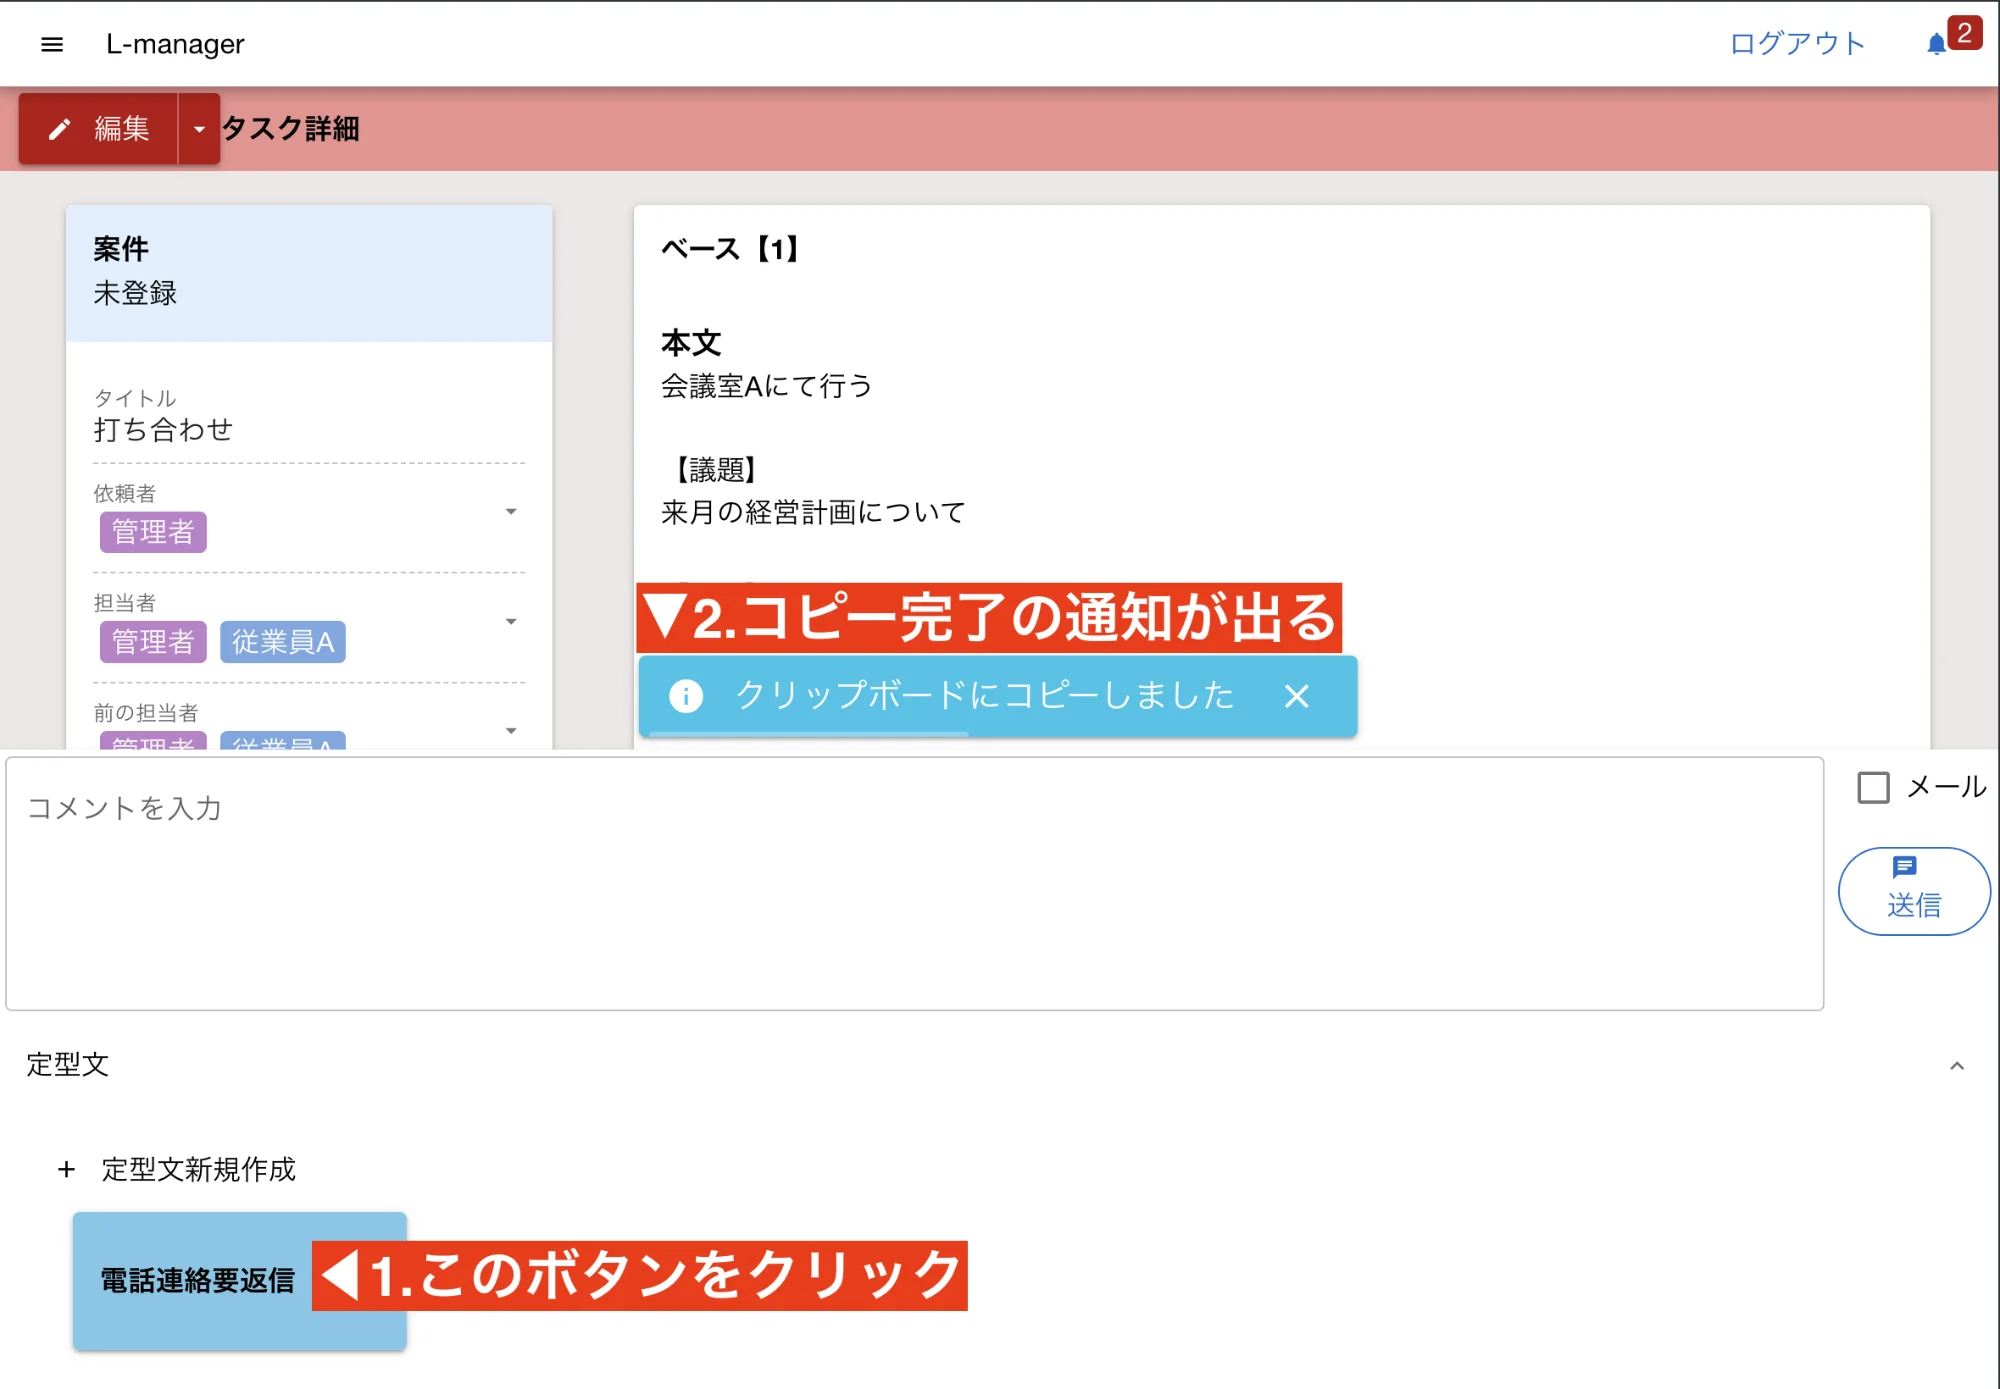 L-manager
ログアウト
2
編集
タスク詳細
案件
未登録
タイトル
打ち合わせ
依頼者
管理者
担当者
管理者 従業員A
前の担当者
管理者 従業員A
ベース【1】
本文
会議室Aにて行う
【議題】
来月の経営計画について
▼2.コピー完了の通知が出る
クリップボードにコピーしました
コメントを入力
メール
送信
定型文
+ 定型文新規作成
電話連絡要返信
◀1.このボタンをクリック